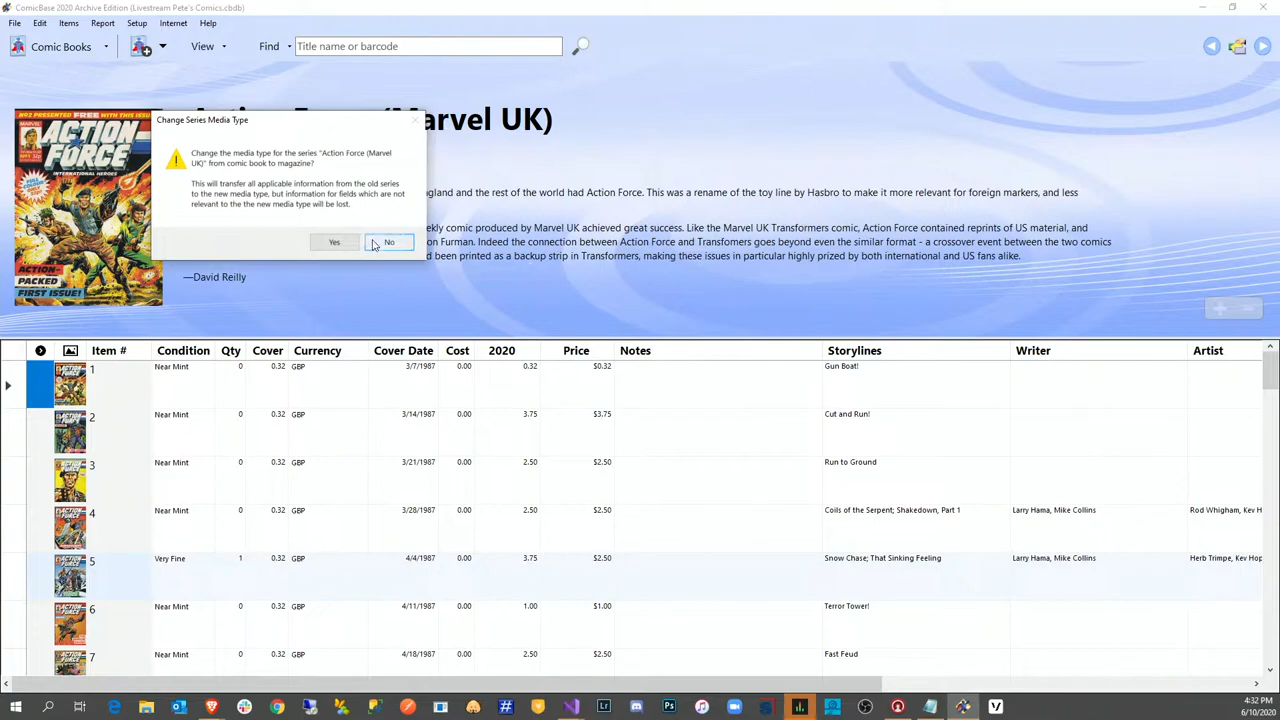 ComicBase 2020 Archive Edition (Livestream Pete's Comics.cbdb)
File Edit Items Report Setup Internet Help
Comic Books View Find Title name or barcode
Action Force (Marvel UK)
Change Series Media Type
Change the media type for the series "Action Force (Marvel
UK)" from comic book to magazine?
This will transfer all applicable information from the old series
to the new media type, but information for fields which are not
relevant to the the new media type will be lost.
Yes No
No2 PRESENTED FREE WITH THIS ISSUE
ACTION
FORCE
INTERNATIONAL HEROES
ACTION-
PACKED
FIRST ISSUE!
ngland and the rest of the world had Action Force. This was a rename of the toy line by Hasbro to make it more relevant for foreign markers, and less
ekly comic produced by Marvel UK achieved great success. Like the Marvel UK Transformers comic, Action Force contained reprints of US material, and
on Furman. Indeed the connection between Action Force and Transfomers goes beyond even the similar format - a crossover event between the two comics
d been printed as a backup strip in Transformers, making these issues in particular highly prized by both international and US fans alike.
—David Reilly
Item # Condition Qty Cover Currency Cover Date Cost 2020 Price Notes Storylines Writer Artist
1 Near Mint 0 0.32 GBP 3/7/1987 0.00 0.32 $0.32 Gun Boat!
2 Near Mint 0 0.32 GBP 3/14/1987 0.00 3.75 $3.75 Cut and Run!
3 Near Mint 0 0.32 GBP 3/21/1987 0.00 2.50 $2.50 Run to Ground
4 Near Mint 0 0.32 GBP 3/28/1987 0.00 2.50 $2.50 Coils of the Serpent; Shakedown, Part 1 Larry Hama, Mike Collins Rod Whigham, Kev H
5 Very Fine 1 0.32 GBP 4/4/1987 0.00 3.75 $2.50 Snow Chase; That Sinking Feeling Larry Hama, Mike Collins Herb Trimpe, Kev Hop
6 Near Mint 0 0.32 GBP 4/11/1987 0.00 1.00 $1.00 Terror Tower!
7 Near Mint 0 0.32 GBP 4/18/1987 0.00 2.50 $2.50 Fast Feud
4:32 PM
6/10/2020